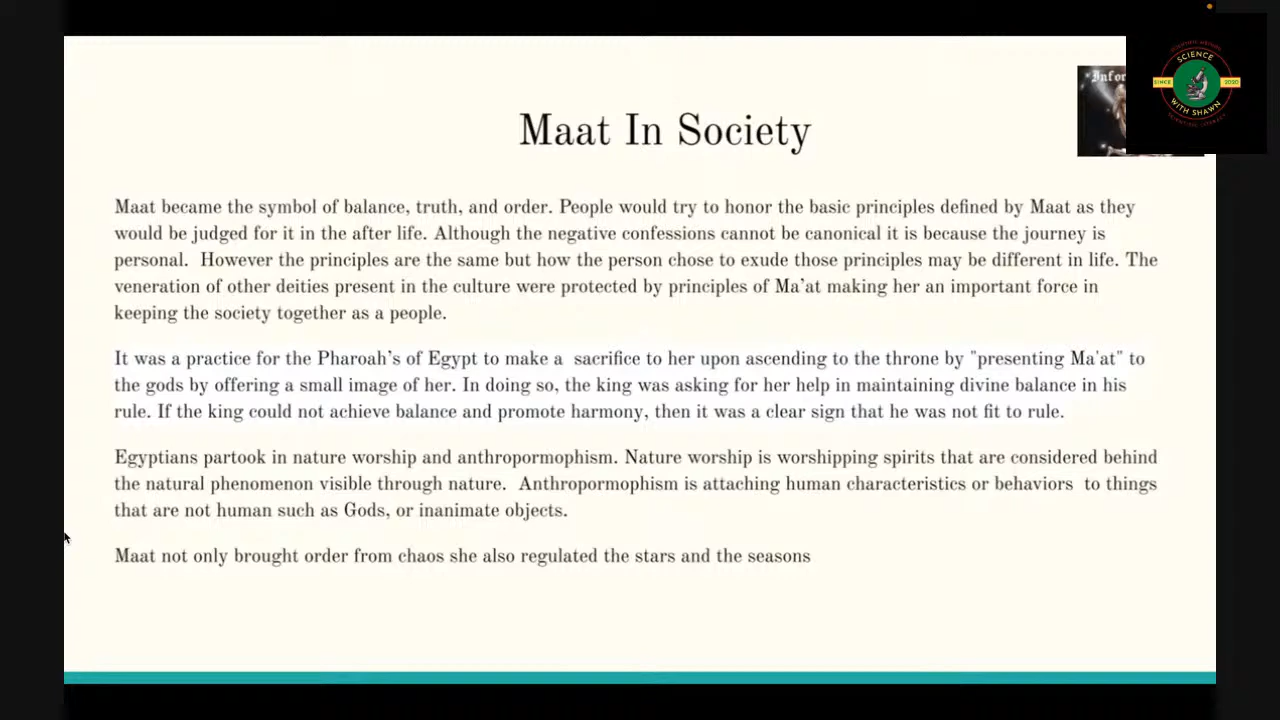 Maat In Society
Infor
SCIENTIFIC METHOD
SCIENCE
SINCE
2020
WITH SHAWN
SCIENTIFIC LITERACY
Maat became the symbol of balance, truth, and order. People would try to honor the basic principles defined by Maat as they
would be judged for it in the after life. Although the negative confessions cannot be canonical it is because the journey is
personal.  However the principles are the same but how the person chose to exude those principles may be different in life. The
veneration of other deities present in the culture were protected by principles of Ma’at making her an important force in
keeping the society together as a people.
It was a practice for the Pharoah’s of Egypt to make a  sacrifice to her upon ascending to the throne by "presenting Ma'at" to
the gods by offering a small image of her. In doing so, the king was asking for her help in maintaining divine balance in his
rule. If the king could not achieve balance and promote harmony, then it was a clear sign that he was not fit to rule.
Egyptians partook in nature worship and anthropormophism. Nature worship is worshipping spirits that are considered behind
the natural phenomenon visible through nature.  Anthropormophism is attaching human characteristics or behaviors  to things
that are not human such as Gods, or inanimate objects.
Maat not only brought order from chaos she also regulated the stars and the seasons